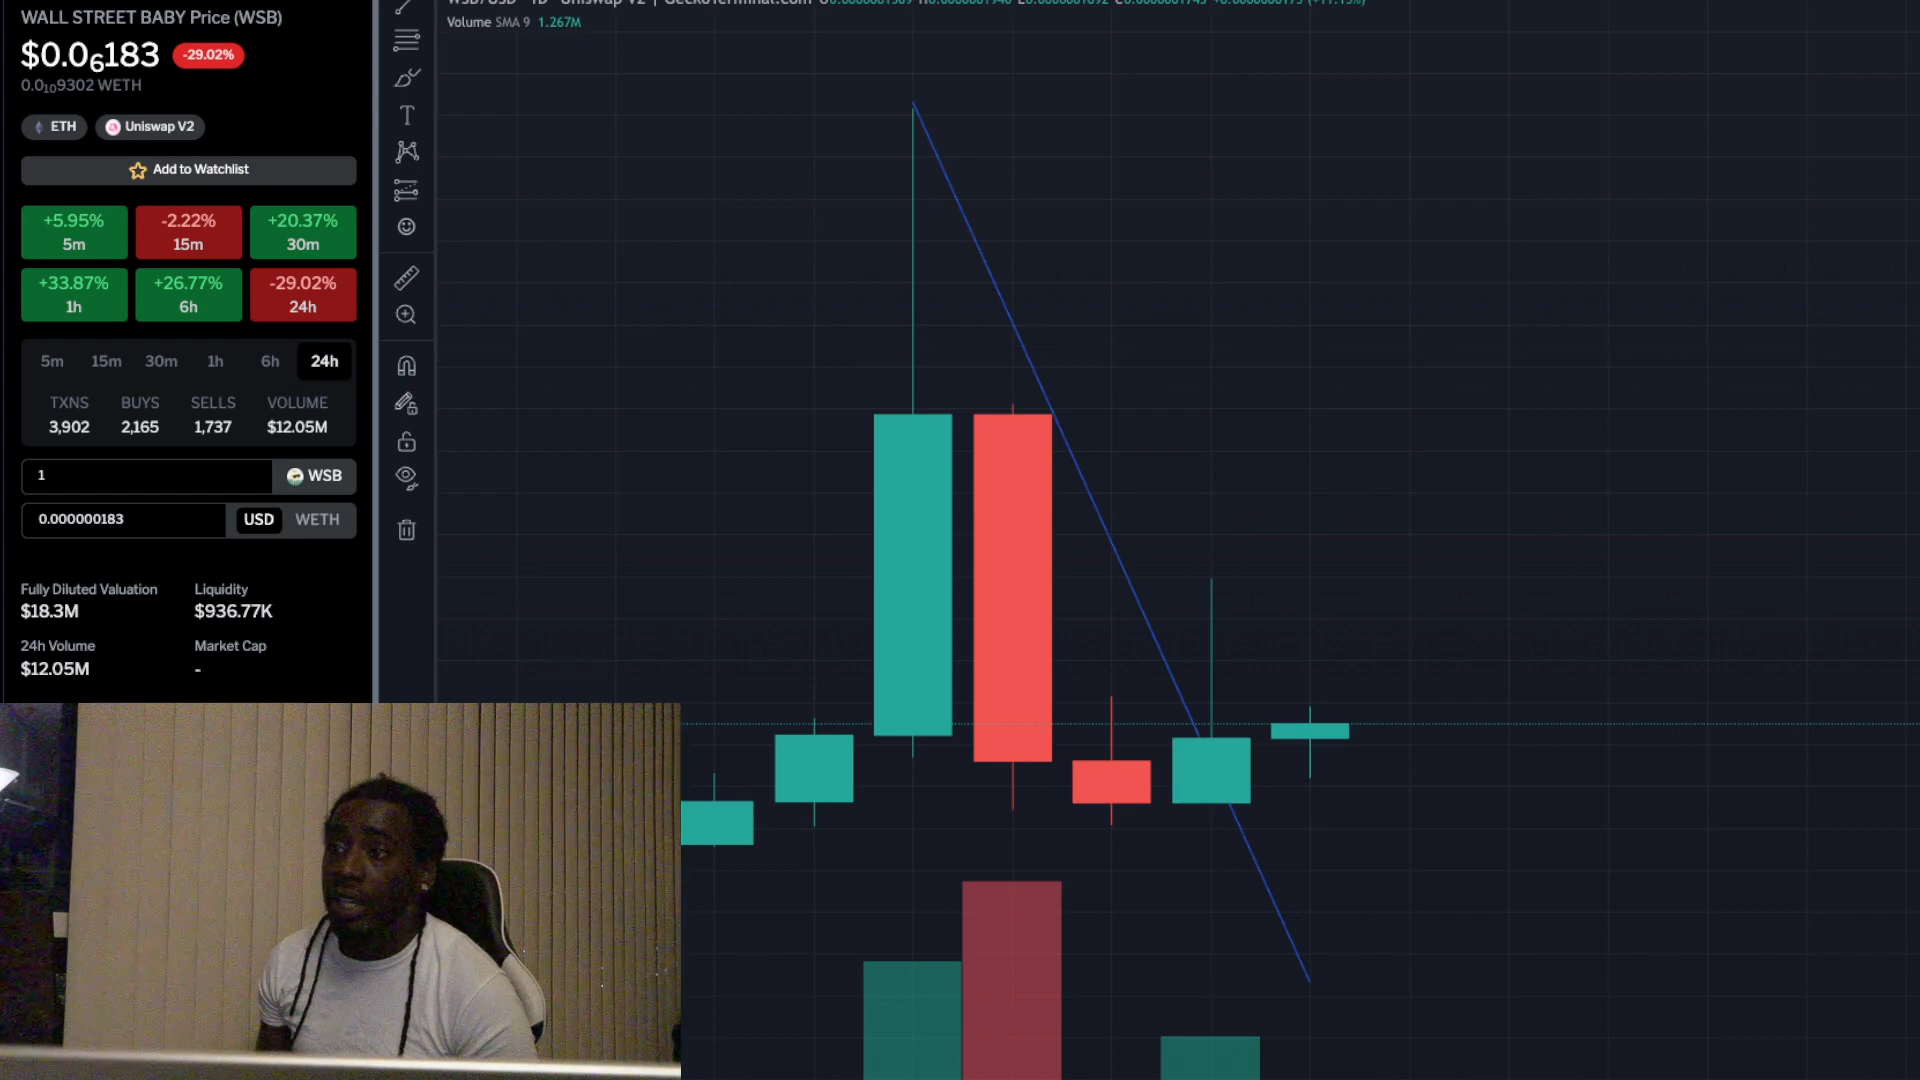 WALL STREET BABY Price (WSB)
$0.0₆183 -29.02%
0.0₁₀9302 WETH
ETH Uniswap V2
Add to Watchlist
+5.95% -2.22% +20.37%
5m 15m 30m
+33.87% +26.77% -29.02%
1h 6h 24h
5m 15m 30m 1h 6h 24h
TXNS BUYS SELLS VOLUME
3,902 2,165 1,737 $12.05M
1 WSB
0.000000183 USD WETH
Fully Diluted Valuation Liquidity
$18.3M $936.77K
24h Volume Market Cap
$12.05M -
Volume SMA 9 1.267M